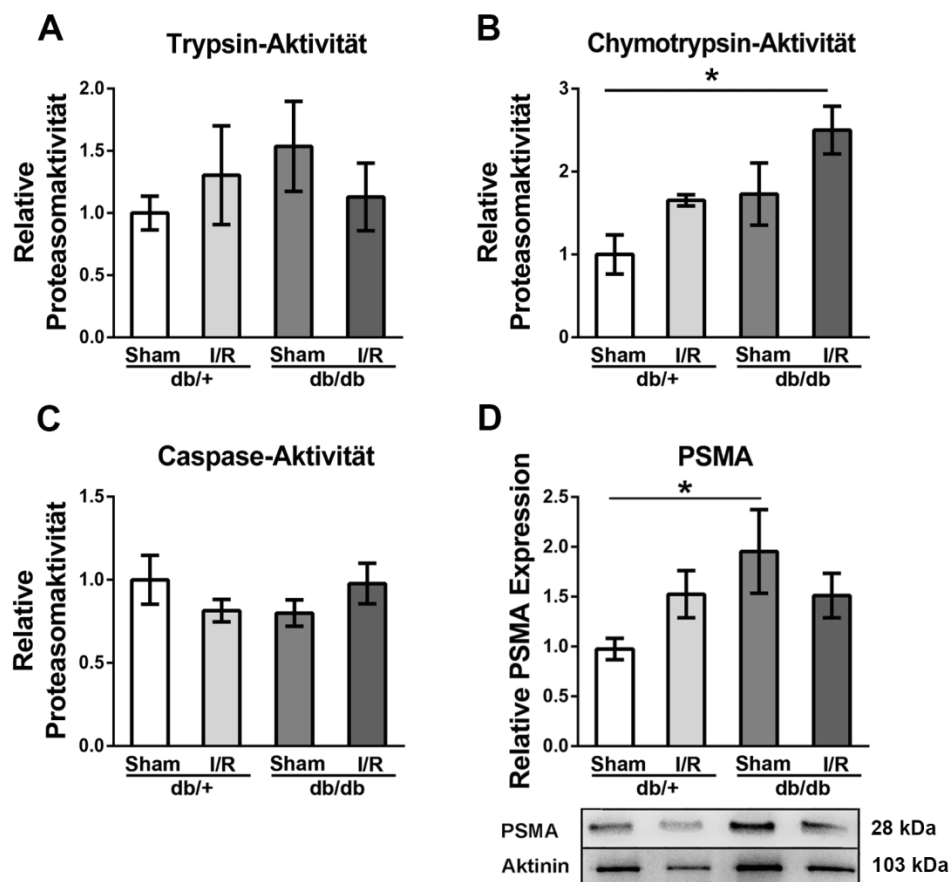 A
Trypsin-Aktivität
Relative
Proteasomaktivität
2.0
1.5
1.0
0.5
0.0
Sham I/R Sham I/R
db/+ db/db
B
Chymotrypsin-Aktivität
*
Relative
Proteasomaktivität
3
2
1
0
Sham I/R Sham I/R
db/+ db/db
C
Caspase-Aktivität
Relative
Proteasomaktivität
1.5
1.0
0.5
0.0
Sham I/R Sham I/R
db/+ db/db
D
PSMA
*
Relative PSMA Expression
2.5
2.0
1.5
1.0
0.5
0.0
Sham I/R Sham I/R
db/+ db/db
PSMA 28 kDa
Aktinin 103 kDa